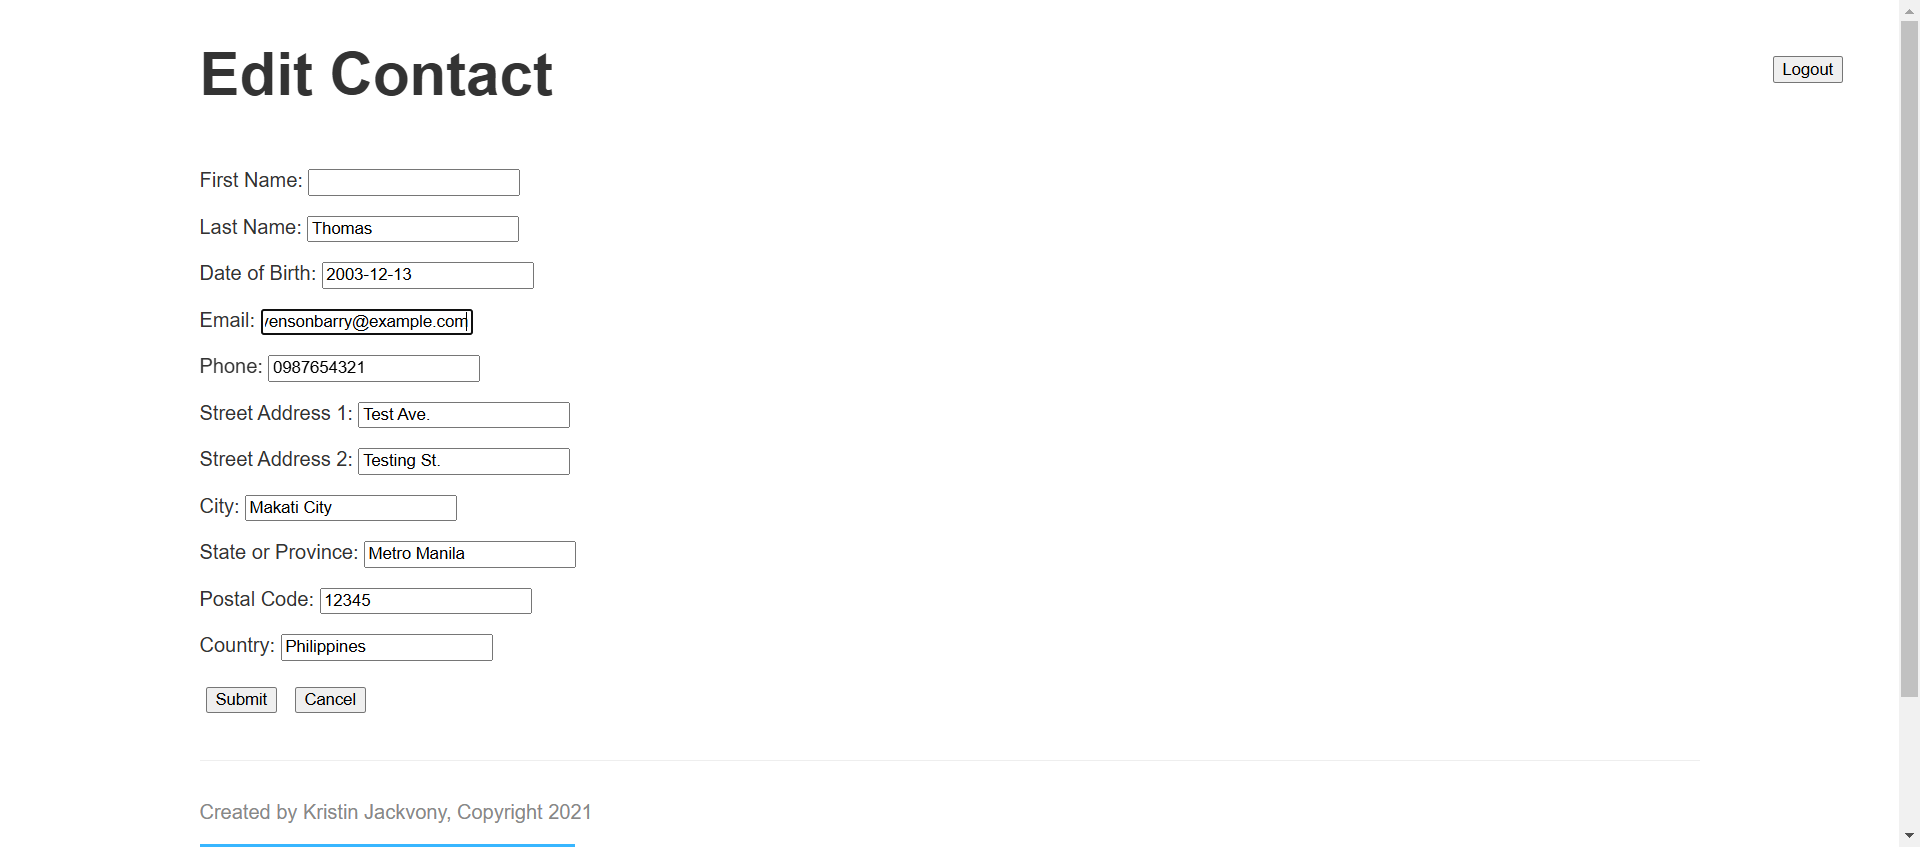 Edit Contact
Logout
First Name:
Last Name: Thomas
Date of Birth: 2003-12-13
Email: vensonbarry@example.com
Phone: 0987654321
Street Address 1: Test Ave.
Street Address 2: Testing St.
City: Makati City
State or Province: Metro Manila
Postal Code: 12345
Country: Philippines
Submit Cancel
Created by Kristin Jackvony, Copyright 2021